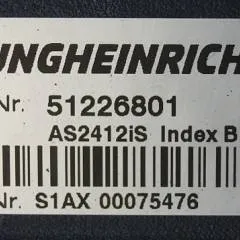 UNGHEINRICH
Nr. 51226801
AS2412iS Index B
Nr. S1AX 00075476